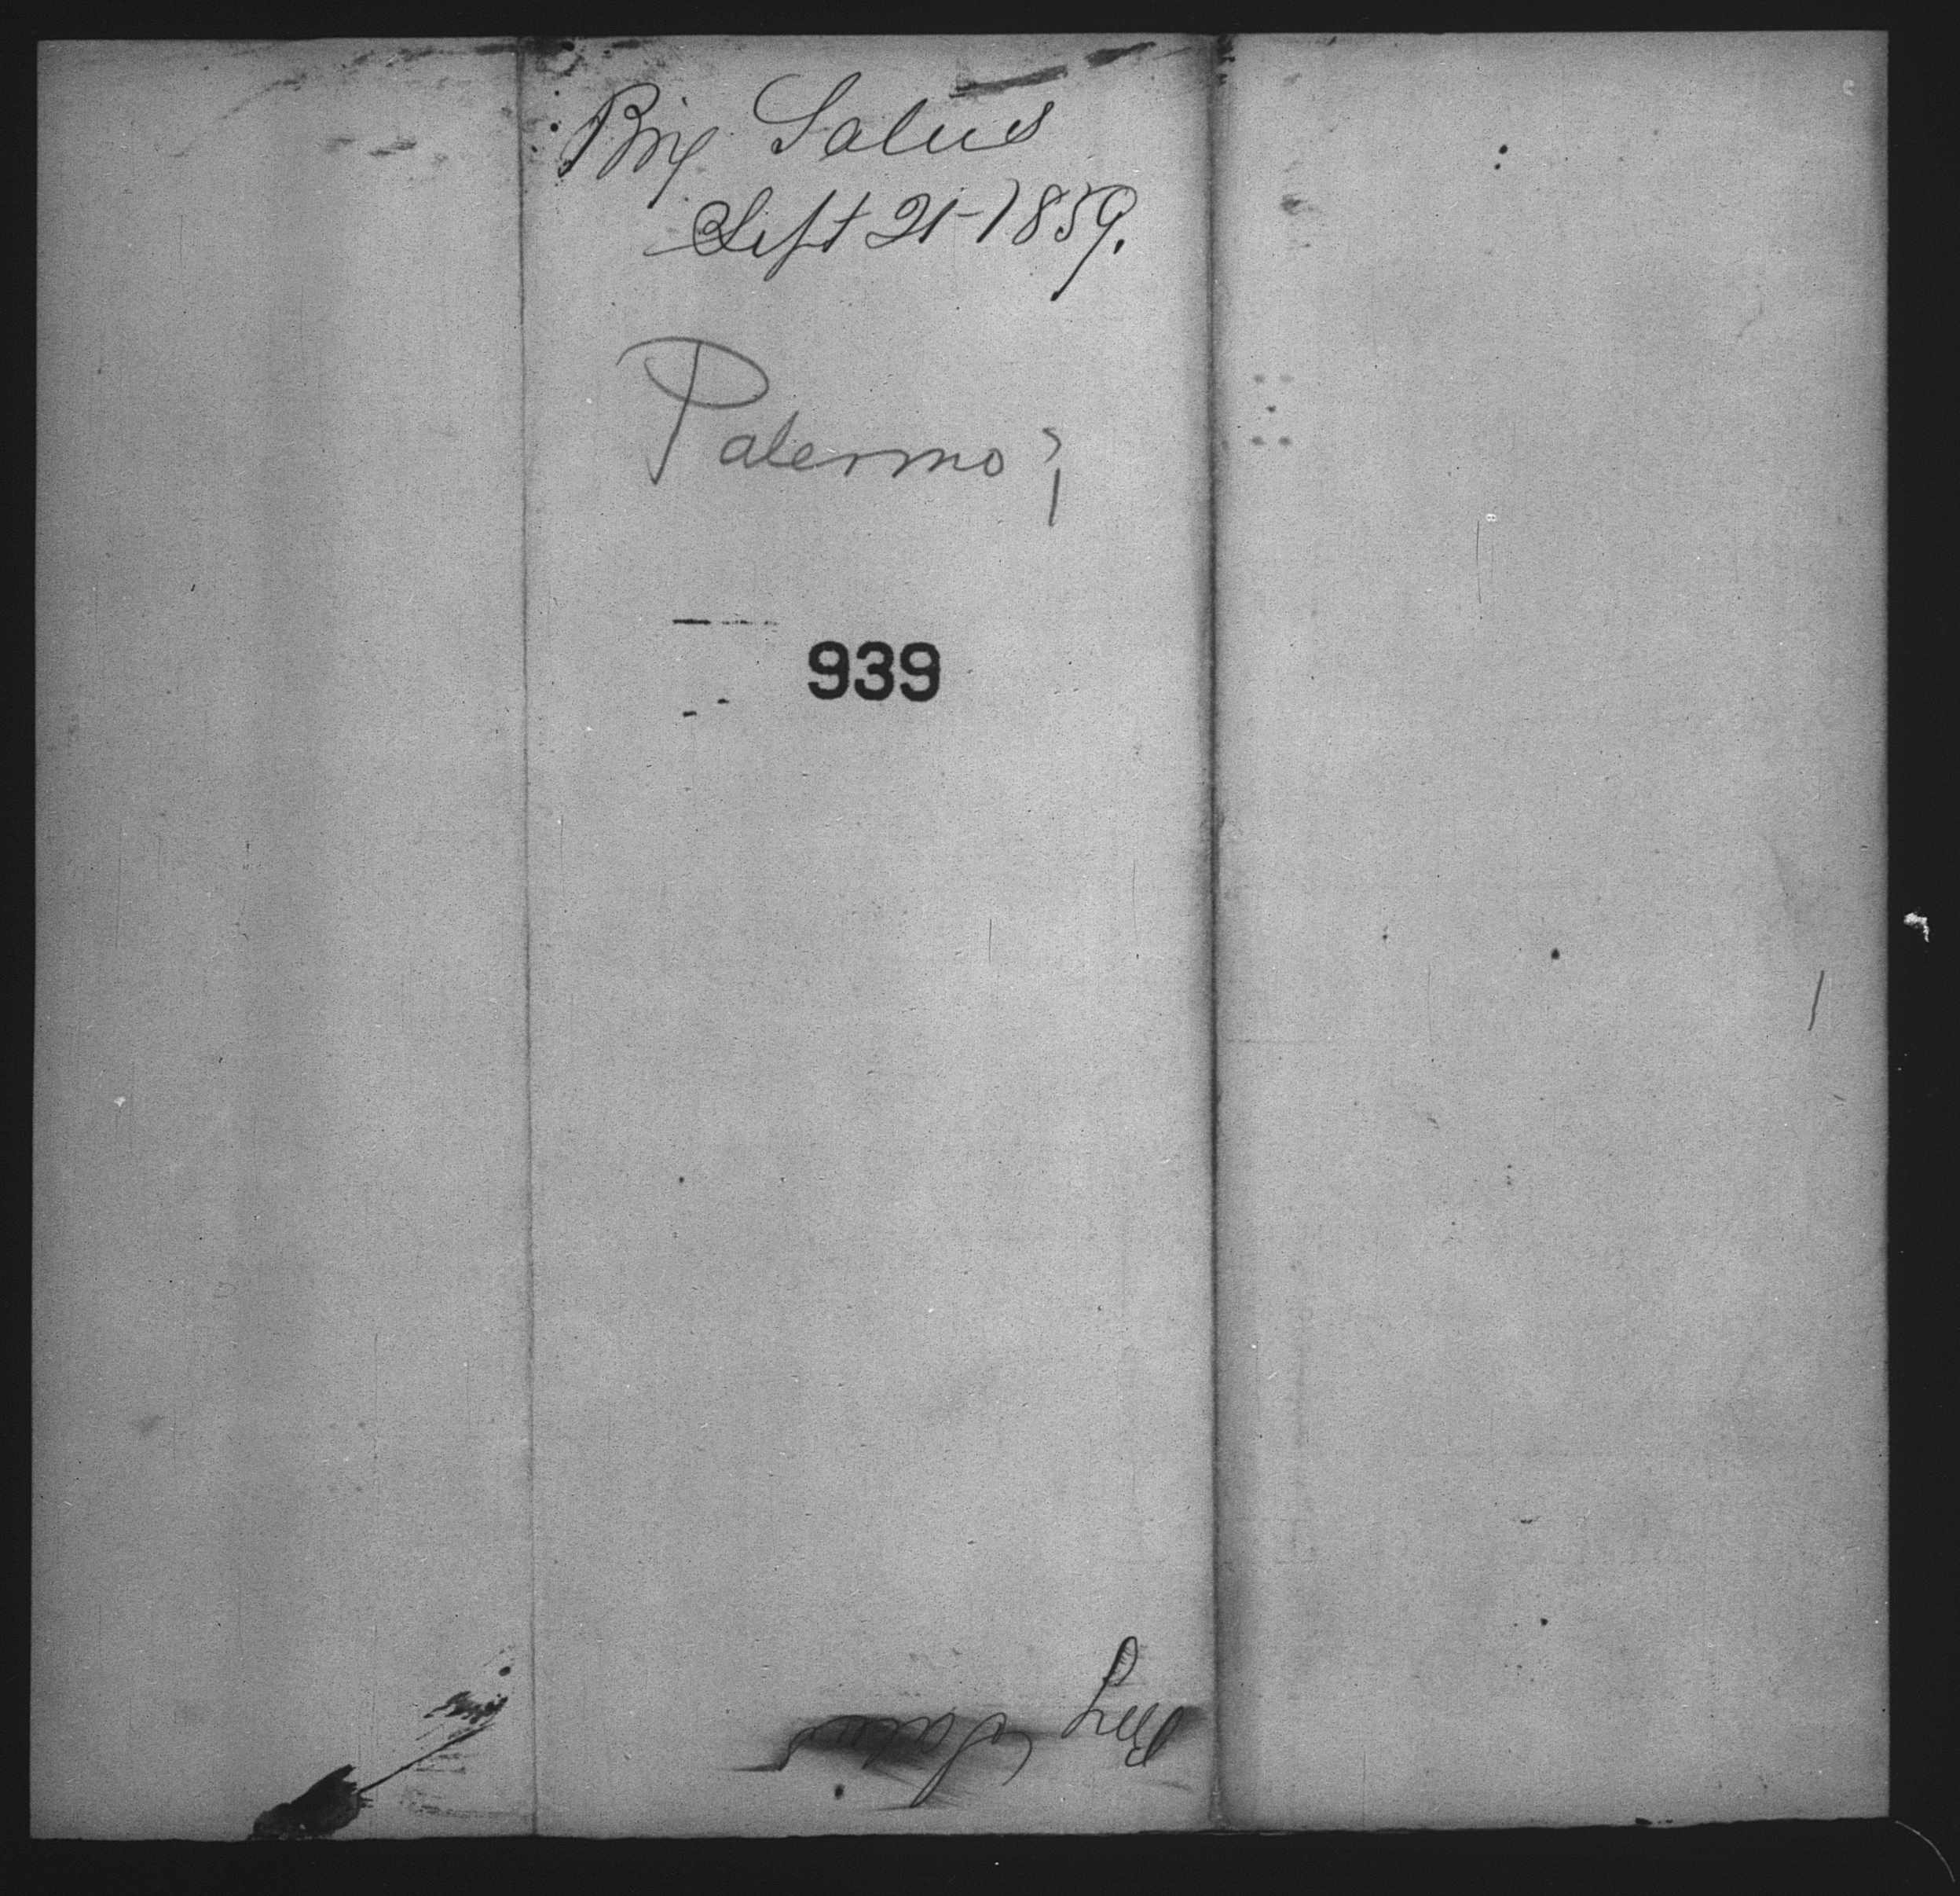 Brig Salus
Sept 21-1859.
Palermo?
939
Brig Salus